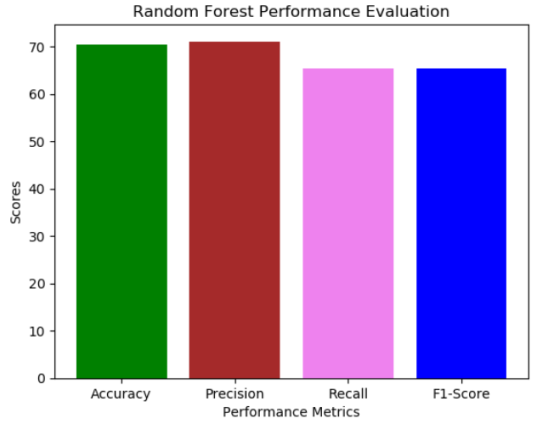 Random Forest Performance Evaluation
Scores
70
60
50
40
30
20
10
0
Accuracy Precision Recall F1-Score
Performance Metrics